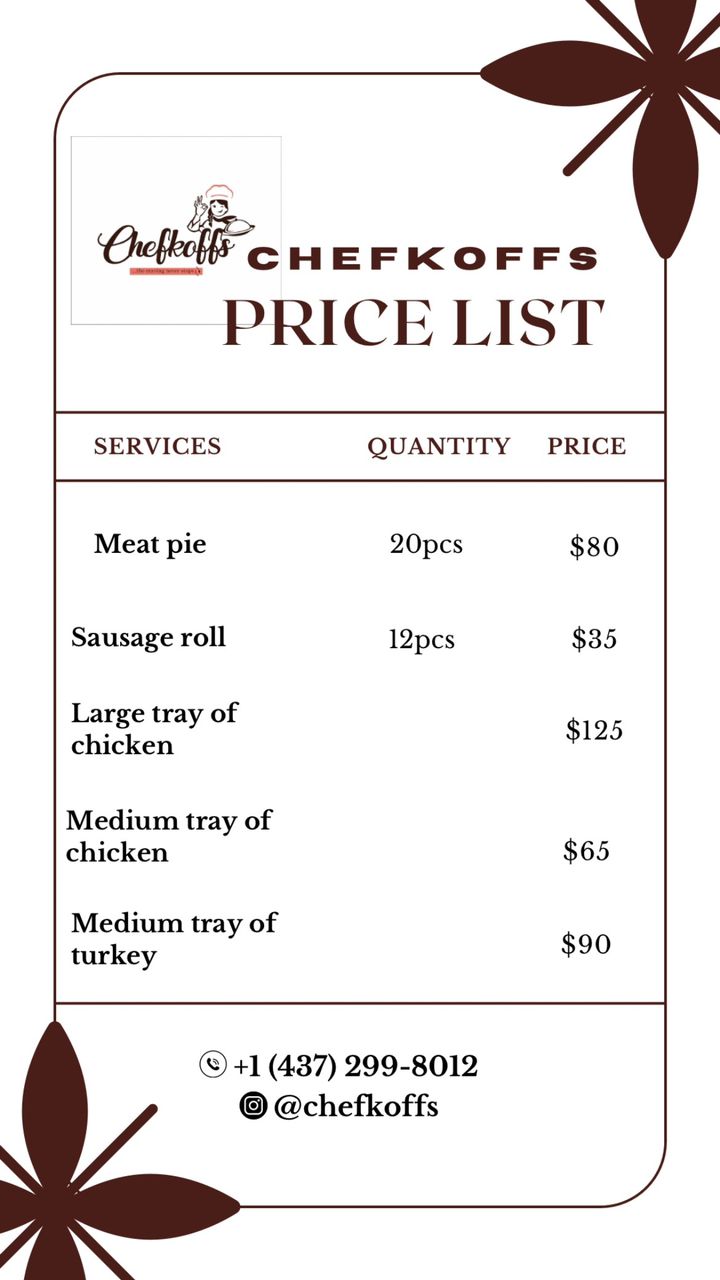 Chefkoffs
...the craving never stops
CHEFKOFFS
PRICE LIST
SERVICES QUANTITY PRICE
Meat pie 20pcs $80
Sausage roll 12pcs $35
Large tray of
chicken $125
Medium tray of
chicken $65
Medium tray of
turkey $90
+1 (437) 299-8012
@chefkoffs